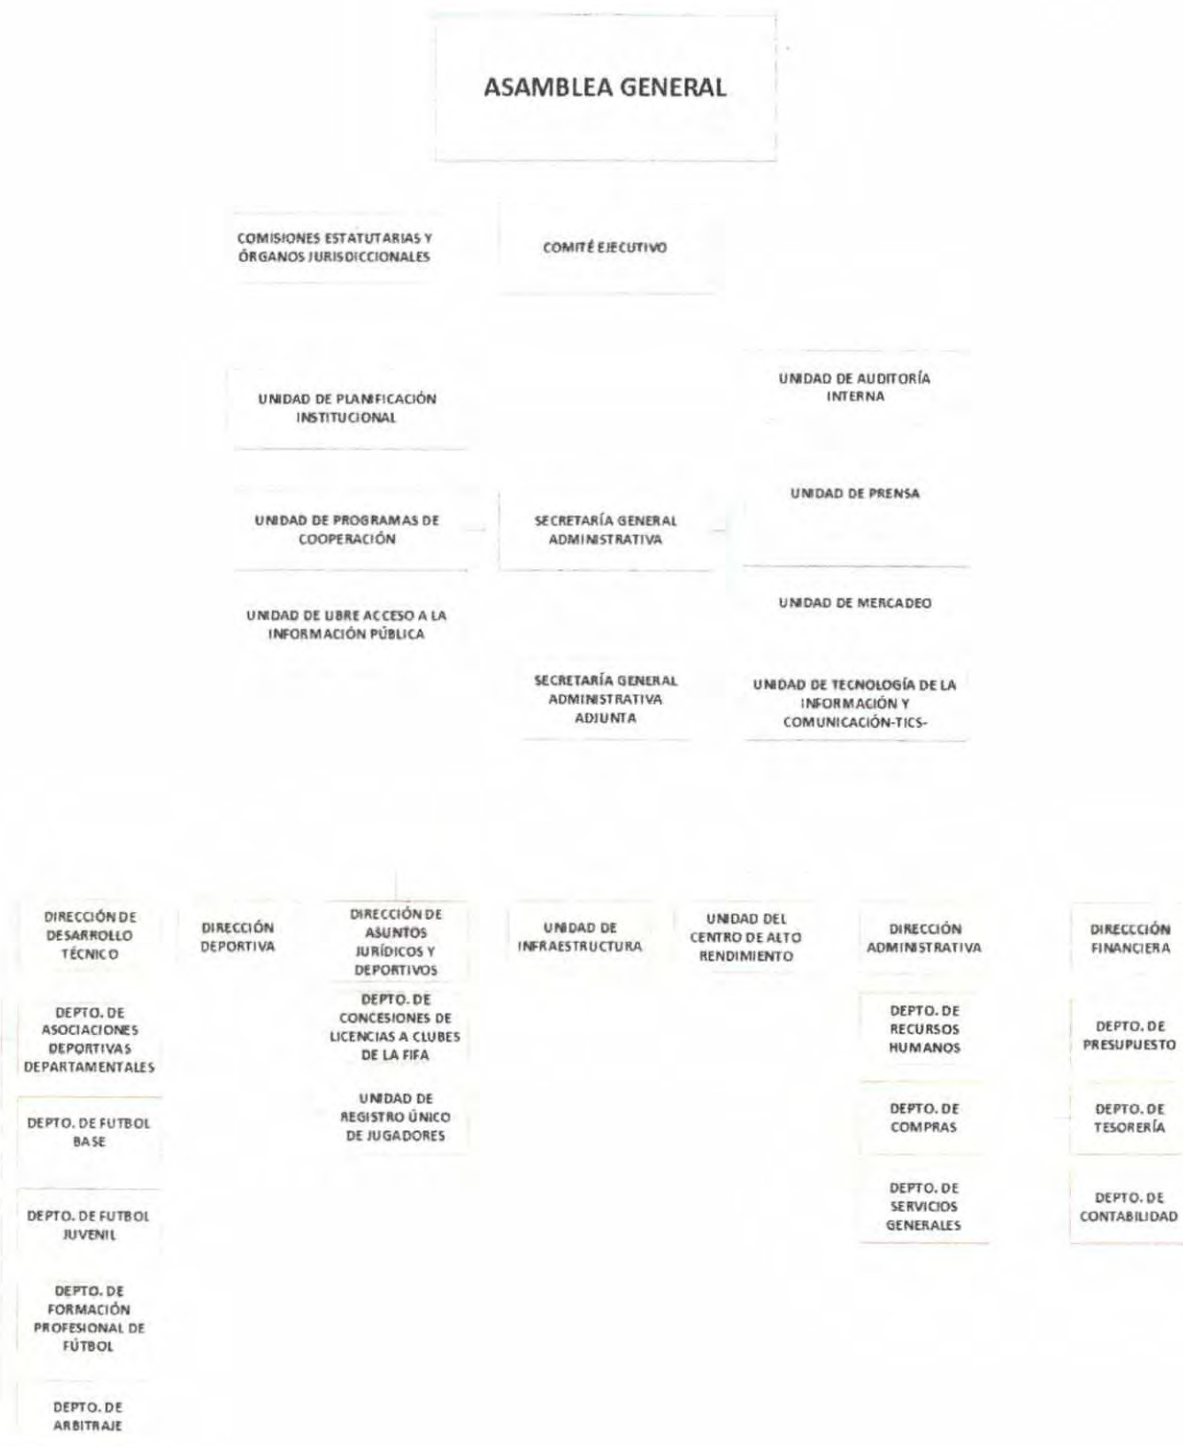 ASAMBLEA GENERAL
COMISIONES ESTATUTARIAS Y
ÓRGANOS JURISDICCIONALES
COMITÉ EJECUTIVO
UNIDAD DE PLANIFICACIÓN
INSTITUCIONAL
UNIDAD DE AUDITORÍA
INTERNA
UNIDAD DE PROGRAMAS DE
COOPERACIÓN
SECRETARÍA GENERAL
ADMINISTRATIVA
UNIDAD DE PRENSA
UNIDAD DE LIBRE ACCESO A LA
INFORMACIÓN PÚBLICA
UNIDAD DE MERCADEO
SECRETARÍA GENERAL
ADMINISTRATIVA
ADJUNTA
UNIDAD DE TECNOLOGÍA DE LA
INFORMACIÓN Y
COMUNICACIÓN-TICS-
DIRECCIÓN DE
DESARROLLO
TÉCNICO
DIRECCIÓN
DEPORTIVA
DIRECCIÓN DE
ASUNTOS
JURÍDICOS Y
DEPORTIVOS
UNIDAD DE
INFRAESTRUCTURA
UNIDAD DEL
CENTRO DE ALTO
RENDIMIENTO
DIRECCIÓN
ADMINISTRATIVA
DIRECCCIÓN
FINANCIERA
DEPTO. DE
ASOCIACIONES
DEPORTIVAS
DEPARTAMENTALES
DEPTO. DE FUTBOL
BASE
DEPTO. DE FUTBOL
JUVENIL
DEPTO. DE
FORMACIÓN
PROFESIONAL DE
FÚTBOL
DEPTO. DE
ARBITRAJE
DEPTO. DE
CONCESIONES DE
LICENCIAS A CLUBES
DE LA FIFA
UNIDAD DE
REGISTRO ÚNICO
DE JUGADORES
DEPTO. DE
RECURSOS
HUMANOS
DEPTO. DE
COMPRAS
DEPTO. DE
SERVICIOS
GENERALES
DEPTO. DE
PRESUPUESTO
DEPTO. DE
TESORERÍA
DEPTO. DE
CONTABILIDAD